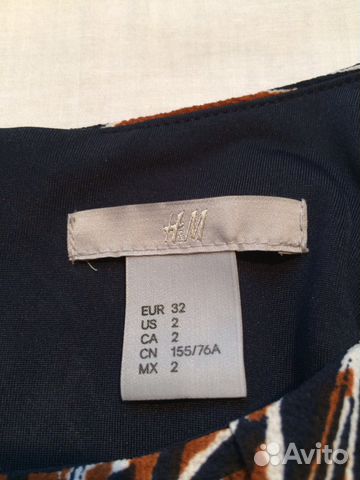 H&M
EUR 32
US 2
CA 2
CN 155/76A
MX 2
Avito